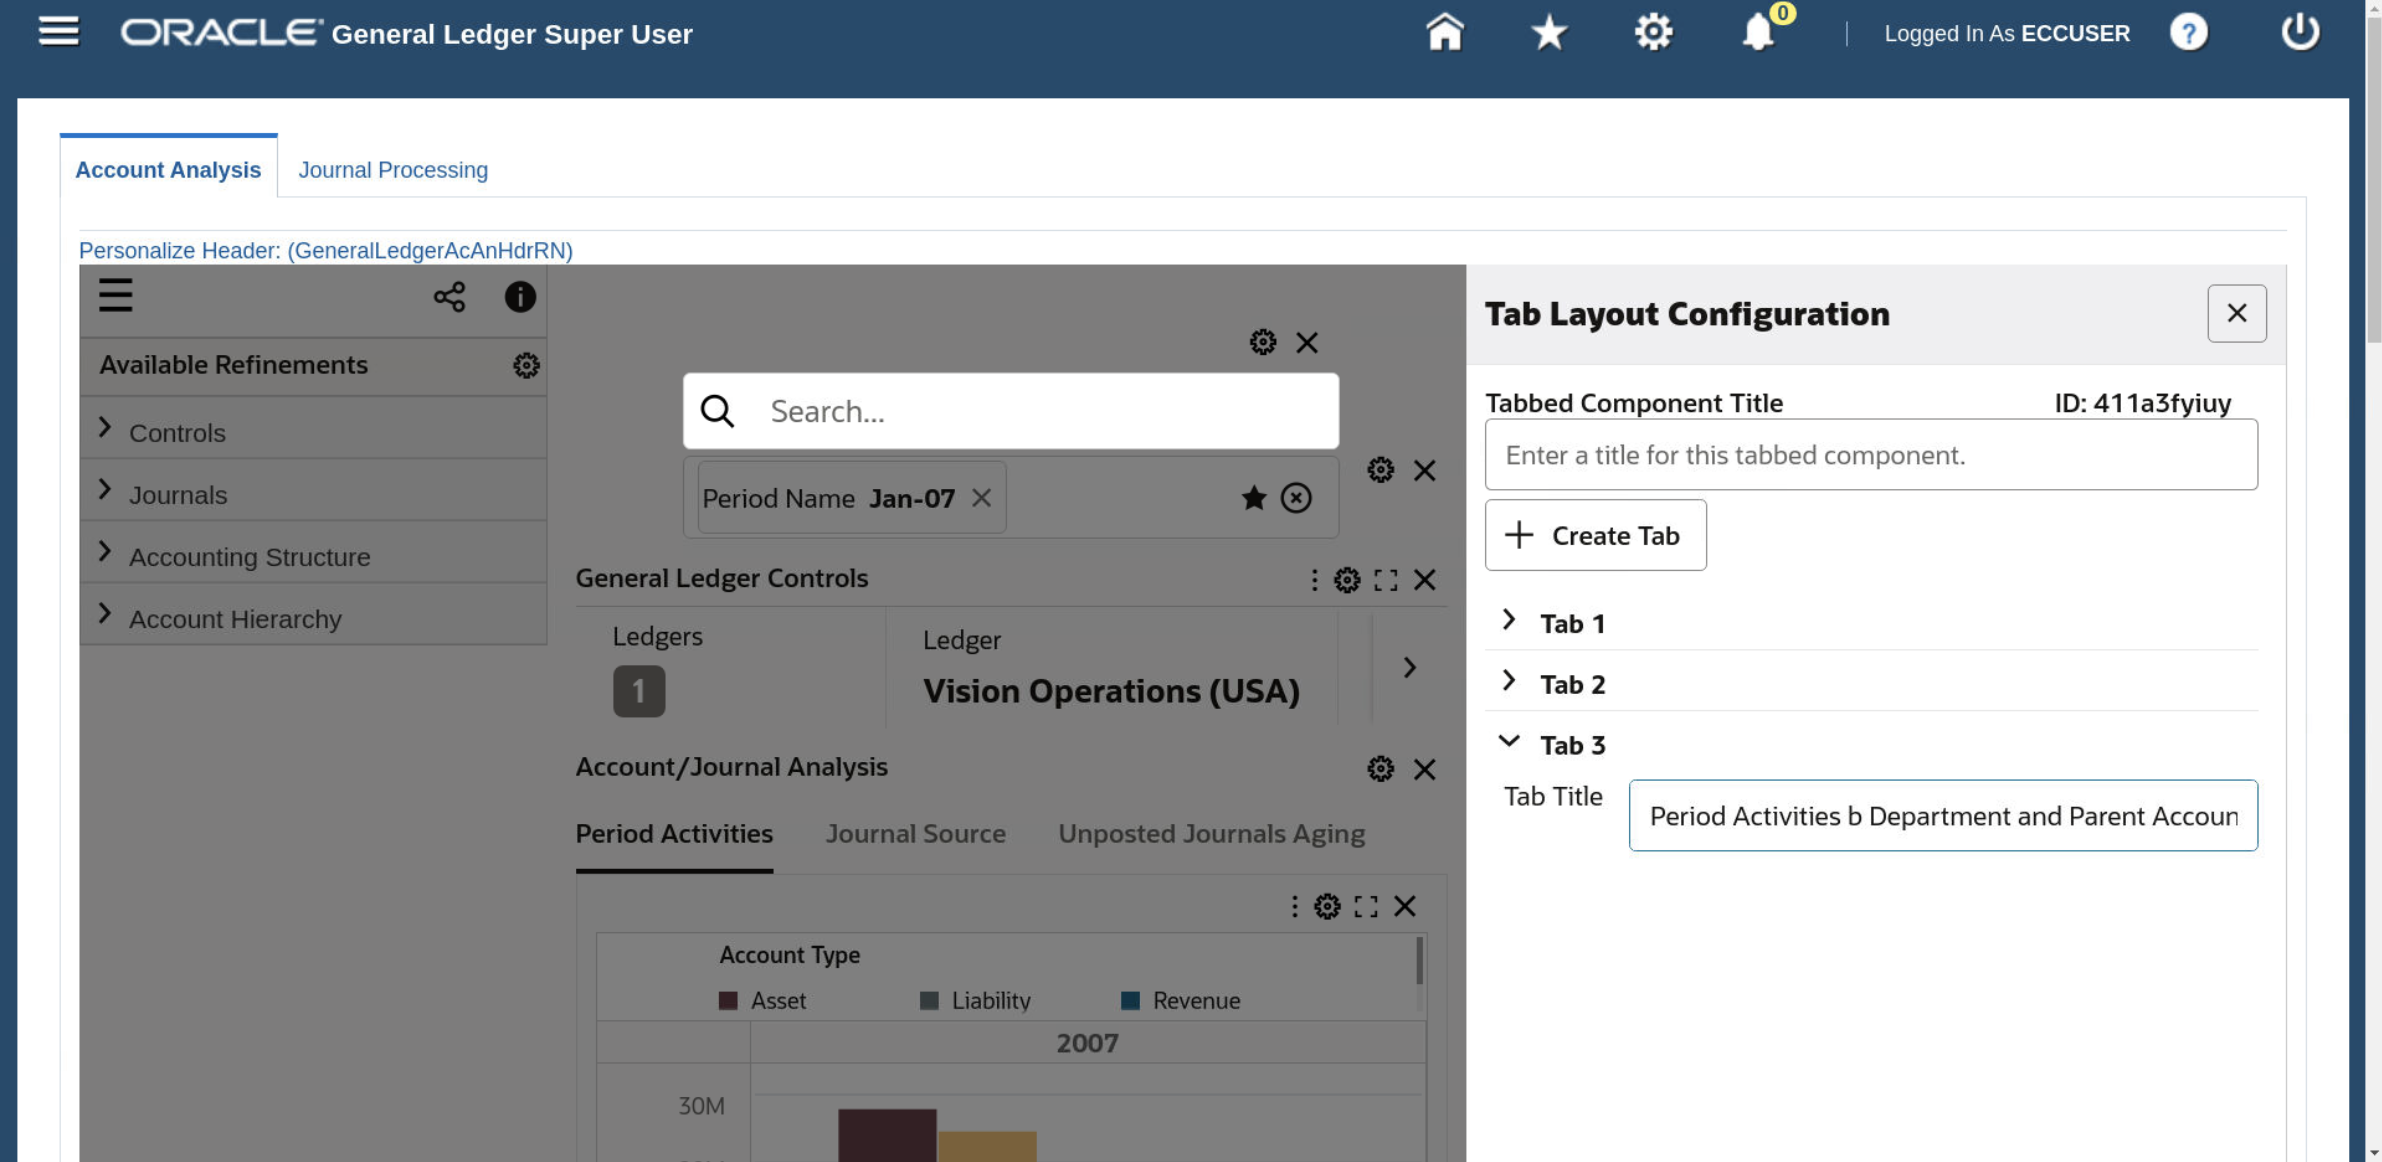 ORACLE General Ledger Super User
0
Logged In As ECCUSER
?
Account Analysis
Journal Processing
Personalize Header: (GeneralLedgerAcAnHdrRN)
Available Refinements
Controls
Journals
Accounting Structure
Account Hierarchy
Search...
Period Name Jan-07
General Ledger Controls
Ledgers
1
Ledger
Vision Operations (USA)
Account/Journal Analysis
Period Activities
Journal Source
Unposted Journals Aging
Account Type
Asset
Liability
Revenue
2007
30M
Tab Layout Configuration
Tabbed Component Title
ID: 411a3fyiuy
Enter a title for this tabbed component.
Create Tab
Tab 1
Tab 2
Tab 3
Tab Title
Period Activities b Department and Parent Accoun